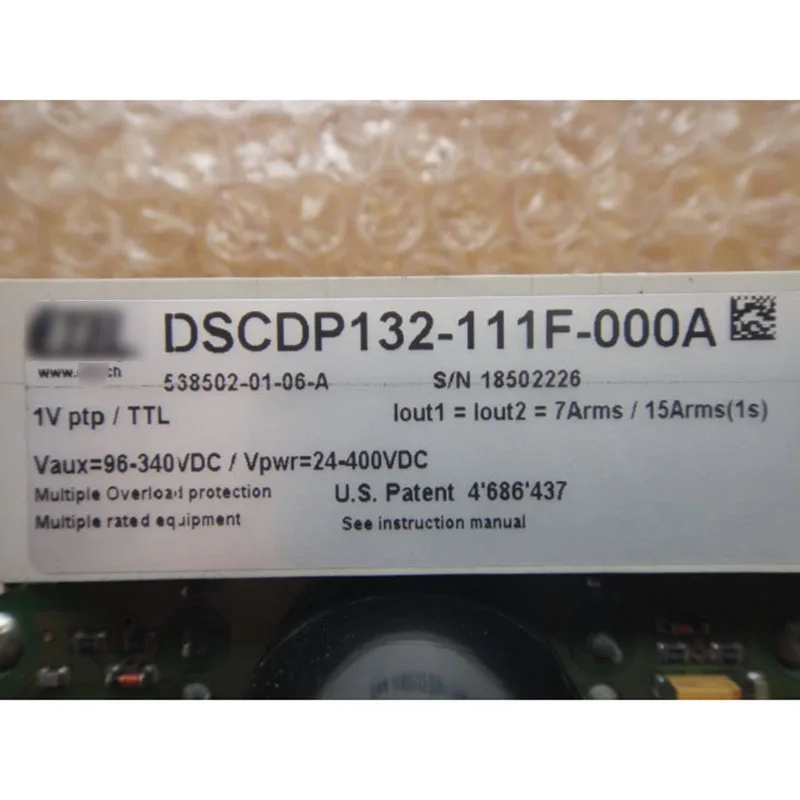 DSCDP132-111F-000A
538502-01-06-A S/N 18502226
1V ptp / TTL Iout1 = Iout2 = 7Arms / 15Arms(1s)
Vaux=96-340VDC / Vpwr=24-400VDC
Multiple Overload protection U.S. Patent 4'686'437
Multiple rated equipment See instruction manual